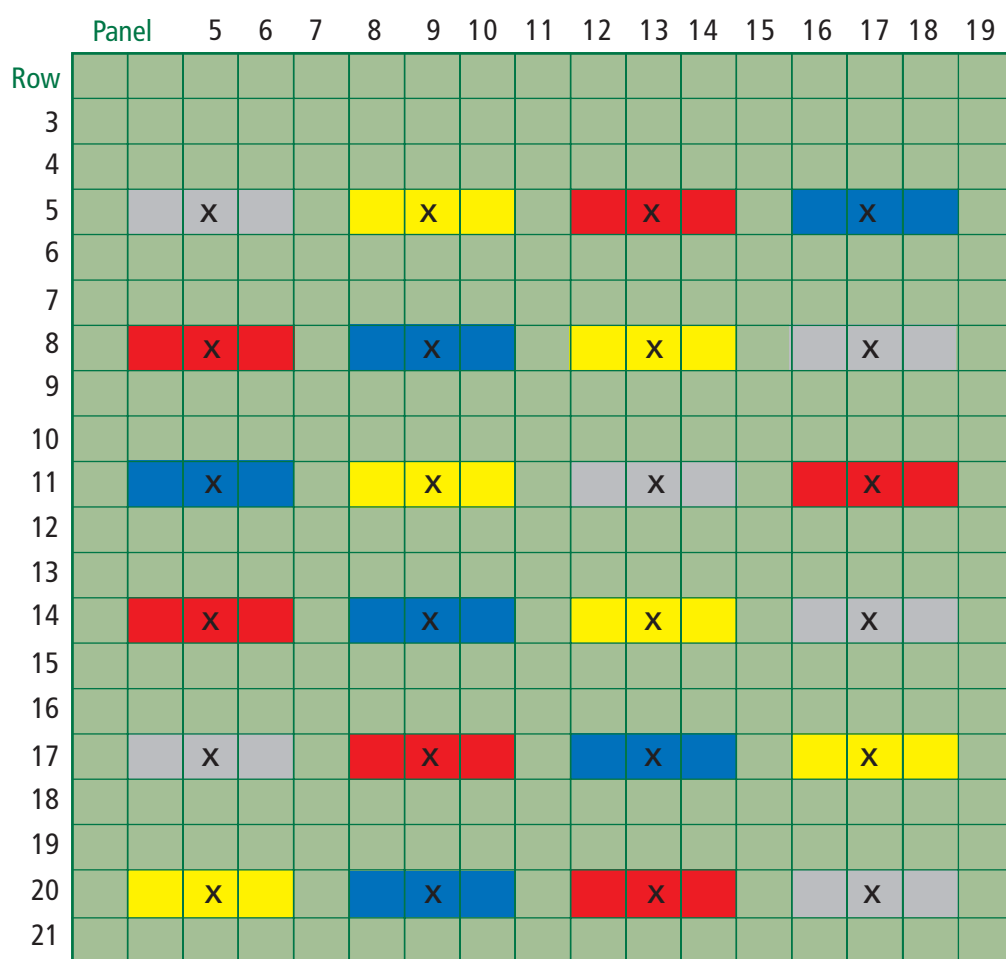 Panel 5 6 7 8 9 10 11 12 13 14 15 16 17 18 19
Row
3
4
5 X X X X
6
7
8 X X X X
9
10
11 X X X X
12
13
14 X X X X
15
16
17 X X X X
18
19
20 X X X X
21